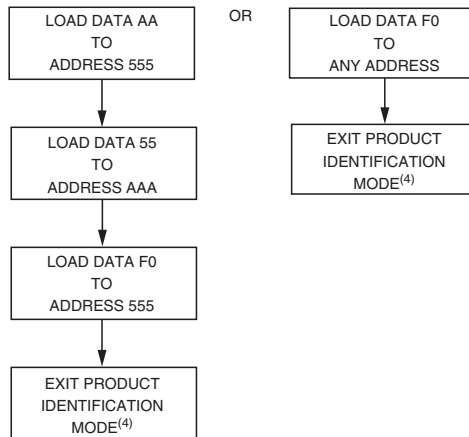 LOAD DATA AA
TO
ADDRESS 555
LOAD DATA 55
TO
ADDRESS AAA
LOAD DATA F0
TO
ADDRESS 555
EXIT PRODUCT
IDENTIFICATION
MODE(4)
OR
LOAD DATA F0
TO
ANY ADDRESS
EXIT PRODUCT
IDENTIFICATION
MODE(4)